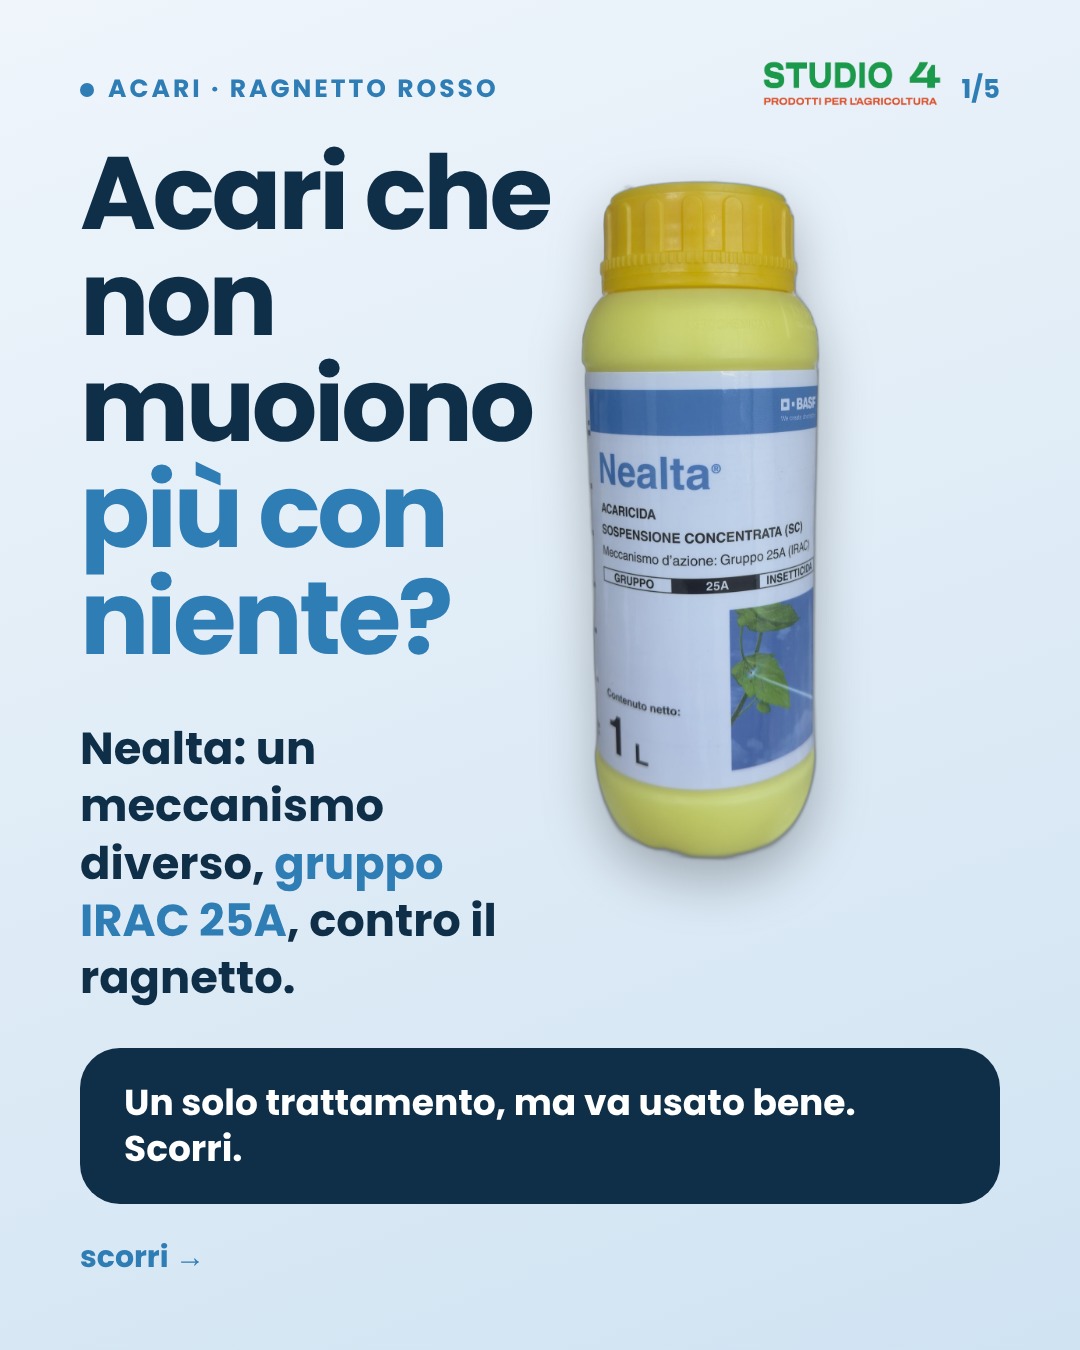 ACARI · RAGNETTO ROSSO
STUDIO 4
PRODOTTI PER L'AGRICOLTURA
1/5
Acari che
non
muoiono
più con
niente?
BASF
Nealta®
ACARICIDA
SOSPENSIONE CONCENTRATA (SC)
Meccanismo d'azione: Gruppo 25A (IRAC)
GRUPPO 25A INSETTICIDA
Contenuto netto:
1 L
Nealta: un
meccanismo
diverso, gruppo
IRAC 25A, contro il
ragnetto.
Un solo trattamento, ma va usato bene.
Scorri.
scorri →